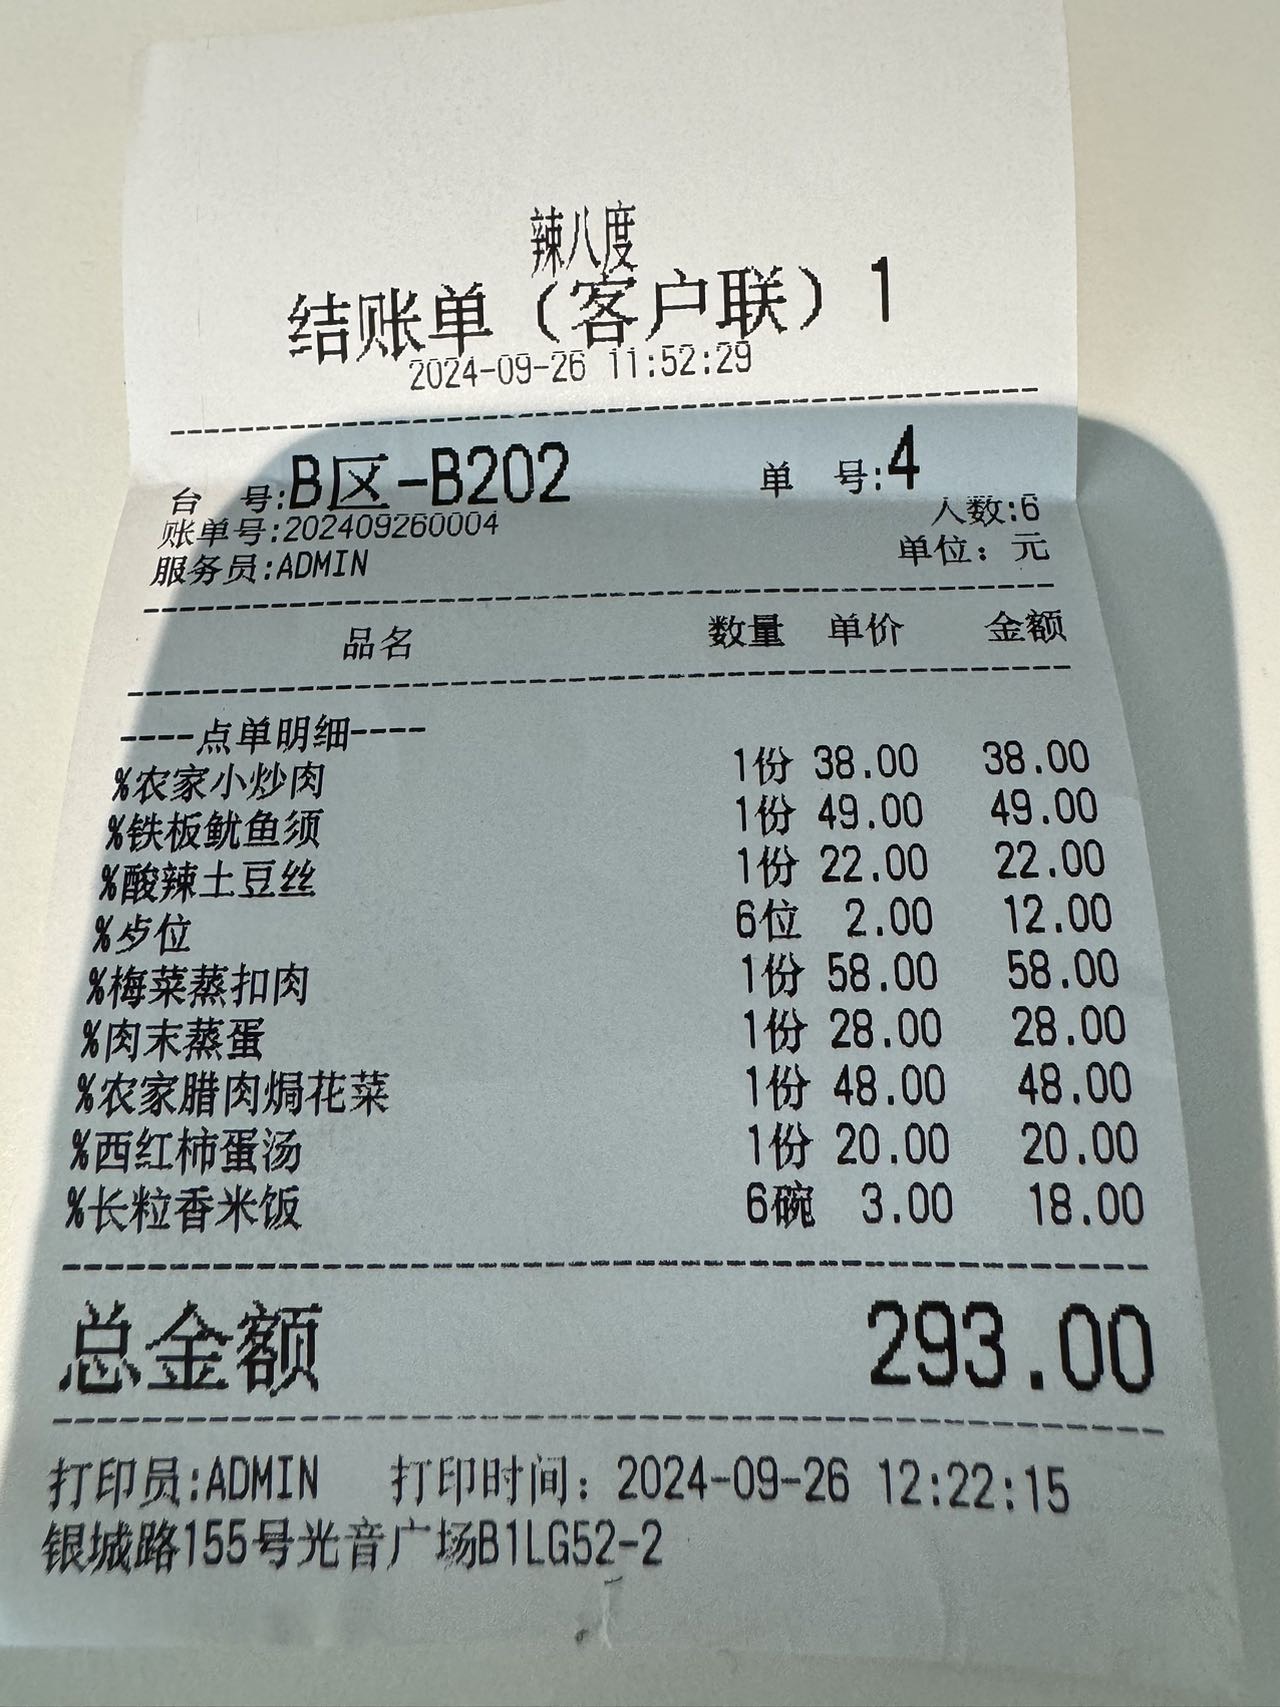 辣八度
结账单（客户联）1
2024-09-26 11:52:29
台 号:B区-B202 单 号:4
账单号:202409260004 人数:6
服务员:ADMIN 单位：元
品名 数量 单价 金额
----点单明细----
%农家小炒肉 1份 38.00 38.00
%铁板鱿鱼须 1份 49.00 49.00
%酸辣土豆丝 1份 22.00 22.00
%歺位 6位 2.00 12.00
%梅菜蒸扣肉 1份 58.00 58.00
%肉末蒸蛋 1份 28.00 28.00
%农家腊肉焗花菜 1份 48.00 48.00
%西红柿蛋汤 1份 20.00 20.00
%长粒香米饭 6碗 3.00 18.00
总金额 293.00
打印员:ADMIN 打印时间：2024-09-26 12:22:15
银城路155号光音广场B1LG52-2